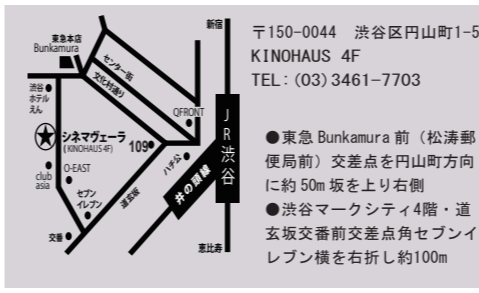 東急本店
Bunkamura
新宿
センター街
文化村通り
渋谷
ホテル
えん
QFRONT
シネマヴェーラ
(KINOHAUS 4F)
109
ハチ公
JR渋谷
井の頭線
club
asia
O-EAST
セブン
イレブン
道玄坂
交番
恵比寿
〒150-0044 渋谷区円山町1-5
KINOHAUS 4F
TEL:(03)3461-7703
●東急 Bunkamura 前（松涛郵
便局前）交差点を円山町方向
に約 50m 坂を上り右側
●渋谷マークシティ4階・道
玄坂交番前交差点角セブンイ
レブン横を右折し約100m